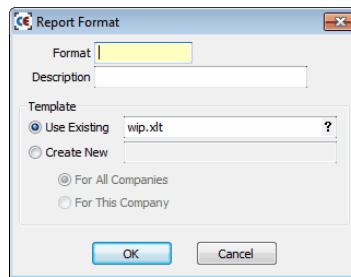 CE Report Format
Format
Description
Template
Use Existing wip.xlt ?
Create New
For All Companies
For This Company
OK Cancel